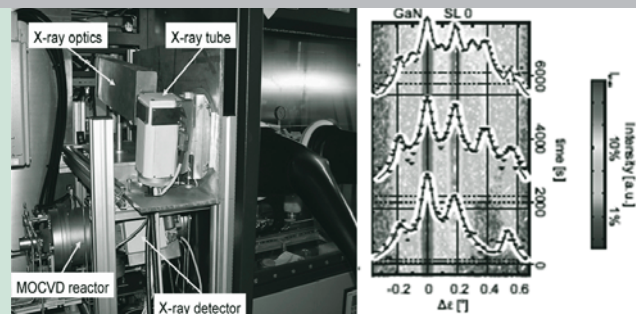 X-ray optics
X-ray tube
MOCVD reactor
X-ray detector
GaN
SL 0
6000
4000
2000
0
time [s]
-0.2
0
0.2
0.4
0.6
Δε [°]
10%
1%
Intensity [a.u.]